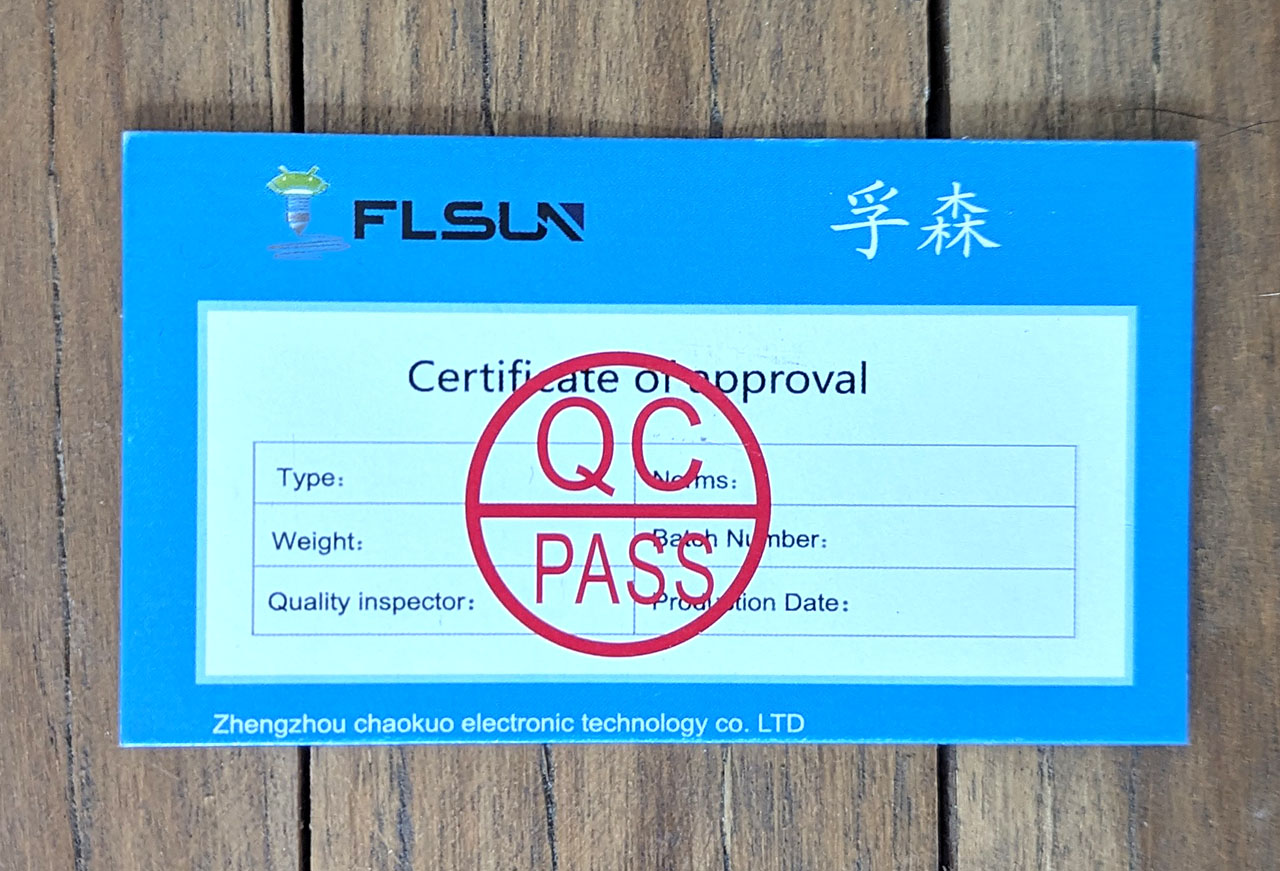 FLSUN 孚森
Certificate of approval
QC
Type: Norms:
Weight: Batch Number:
PASS
Quality inspector: Production Date:
Zhengzhou chaokuo electronic technology co. LTD